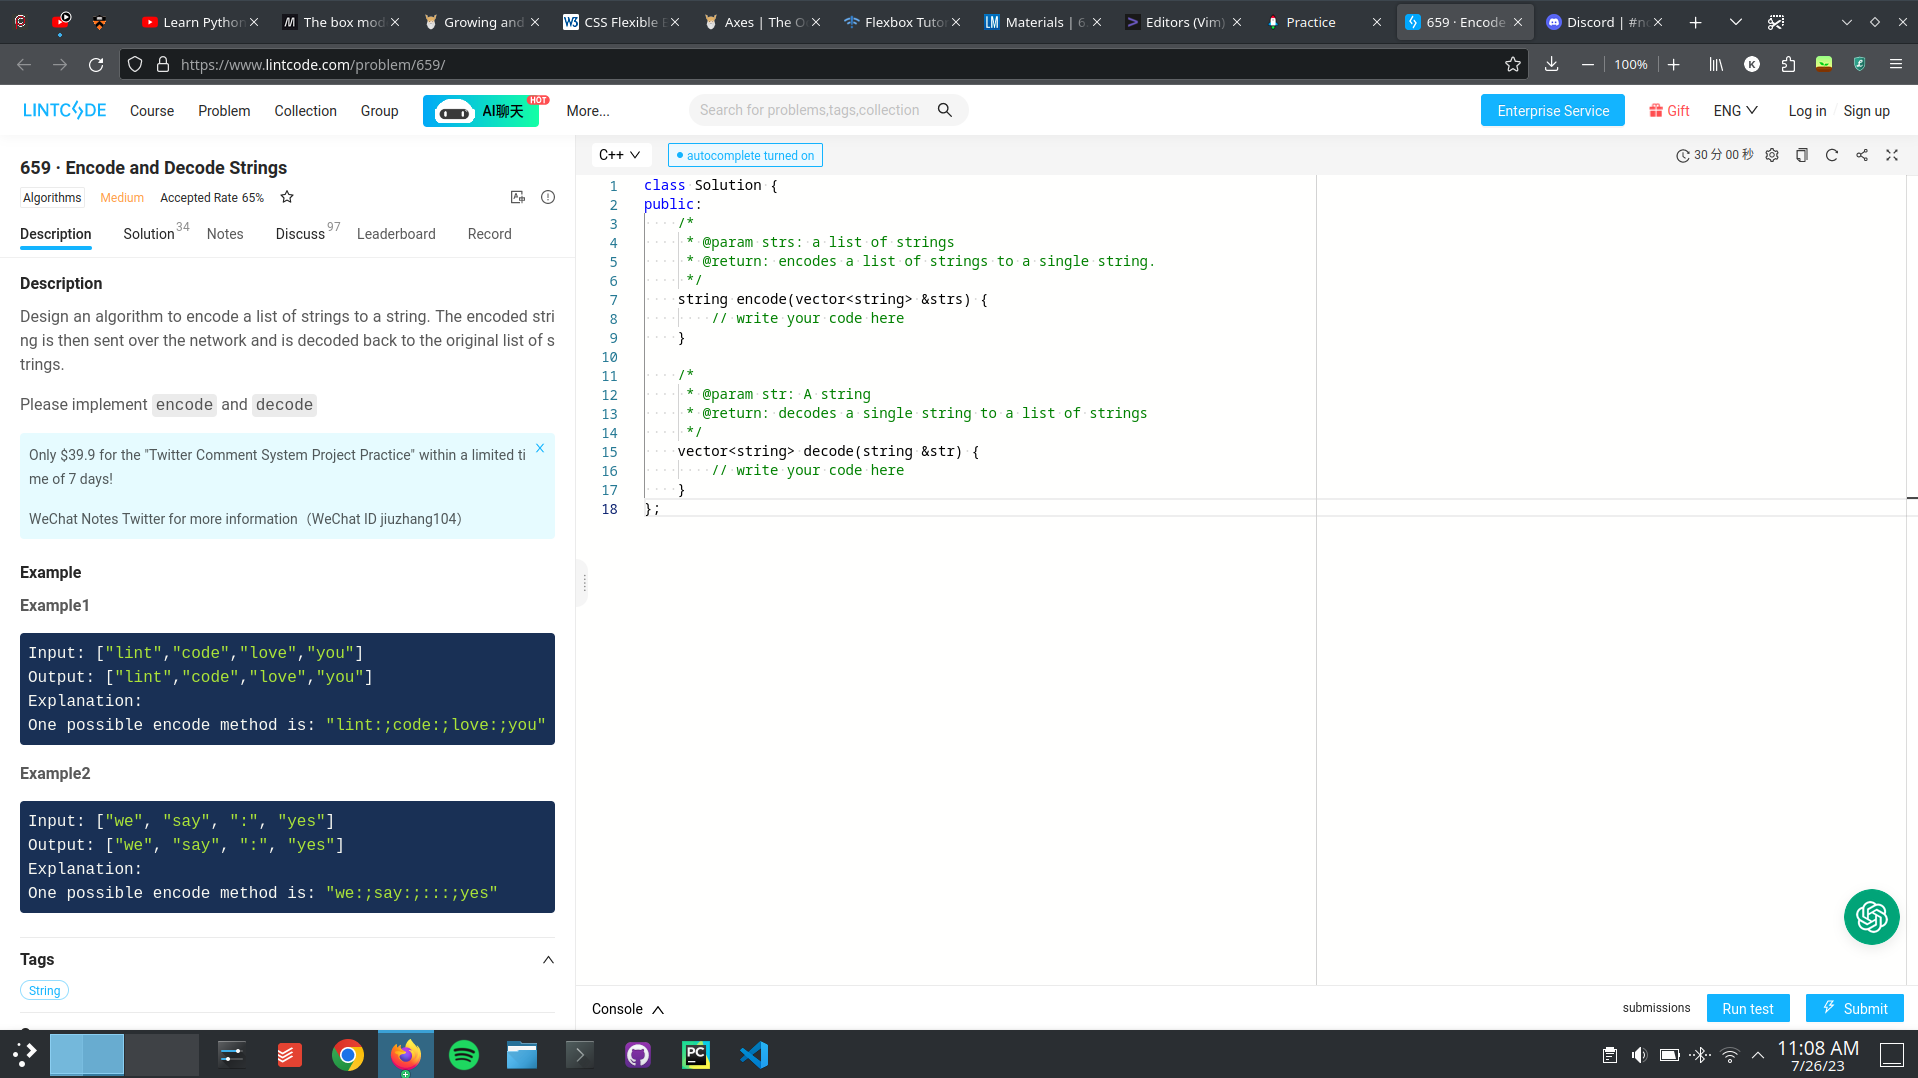 Learn Python
The box mod
Growing and
CSS Flexible B
Axes | The O
Flexbox Tuto
Materials | 6.
Editors (Vim)
Practice
659 · Encode
Discord | #n
https://www.lintcode.com/problem/659/
100%
LINTCODE
Course
Problem
Collection
Group
AI聊天
HOT
More...
Search for problems,tags,collection
Enterprise Service
Gift
ENG
Log in
Sign up
659 · Encode and Decode Strings
Algorithms
Medium
Accepted Rate 65%
Description
Solution 34
Notes
Discuss 97
Leaderboard
Record
Description
Design an algorithm to encode a list of strings to a string. The encoded stri
ng is then sent over the network and is decoded back to the original list of s
trings.
Please implement encode and decode
Only $39.9 for the "Twitter Comment System Project Practice" within a limited ti
me of 7 days!
WeChat Notes Twitter for more information（WeChat ID jiuzhang104）
Example
Example1
Input: ["lint","code","love","you"]
Output: ["lint","code","love","you"]
Explanation:
One possible encode method is: "lint:;code:;love:;you"
Example2
Input: ["we", "say", ":", "yes"]
Output: ["we", "say", ":", "yes"]
Explanation:
One possible encode method is: "we:;say:;:::;yes"
Tags
String
C++
autocomplete turned on
30 分 00 秒
1 class Solution {
2 public:
3 /*
4 * @param strs: a list of strings
5 * @return: encodes a list of strings to a single string.
6 */
7 string encode(vector<string> &strs) {
8 // write your code here
9 }
10
11 /*
12 * @param str: A string
13 * @return: decodes a single string to a list of strings
14 */
15 vector<string> decode(string &str) {
16 // write your code here
17 }
18 };
Console
submissions
Run test
Submit
11:08 AM
7/26/23